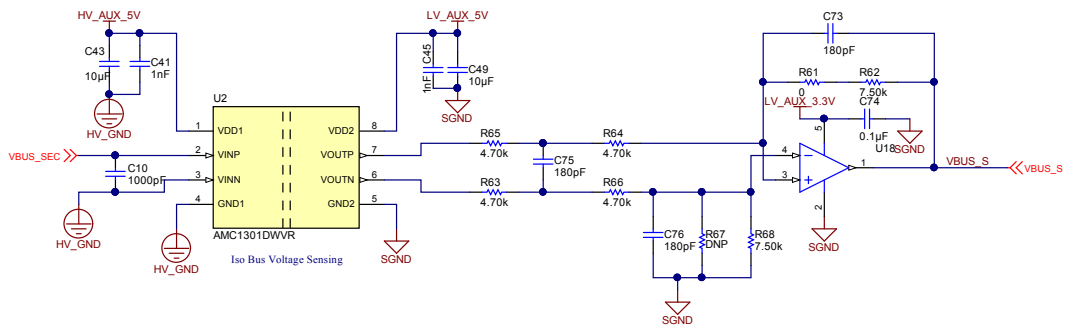 HV_AUX_5V
LV_AUX_5V
C43
10µF
C41
1nF
C45
1nF
C49
10µF
HV_GND
SGND
U2
1
VDD1
VDD2
8
2
VINP
VOUTP
7
3
VINN
VOUTN
6
4
GND1
GND2
5
AMC1301DWVR
Iso Bus Voltage Sensing
VBUS_SEC
C10
1000pF
HV_GND
HV_GND
SGND
R65
4.70k
R64
4.70k
C75
180pF
R63
4.70k
R66
4.70k
C76
180pF
R67
DNP
R68
7.50k
SGND
C73
180pF
R61
0
R62
7.50k
LV_AUX_3.3V
C74
0.1µF
SGND
U18
5
4
3
1
2
SGND
VBUS_S
VBUS_S